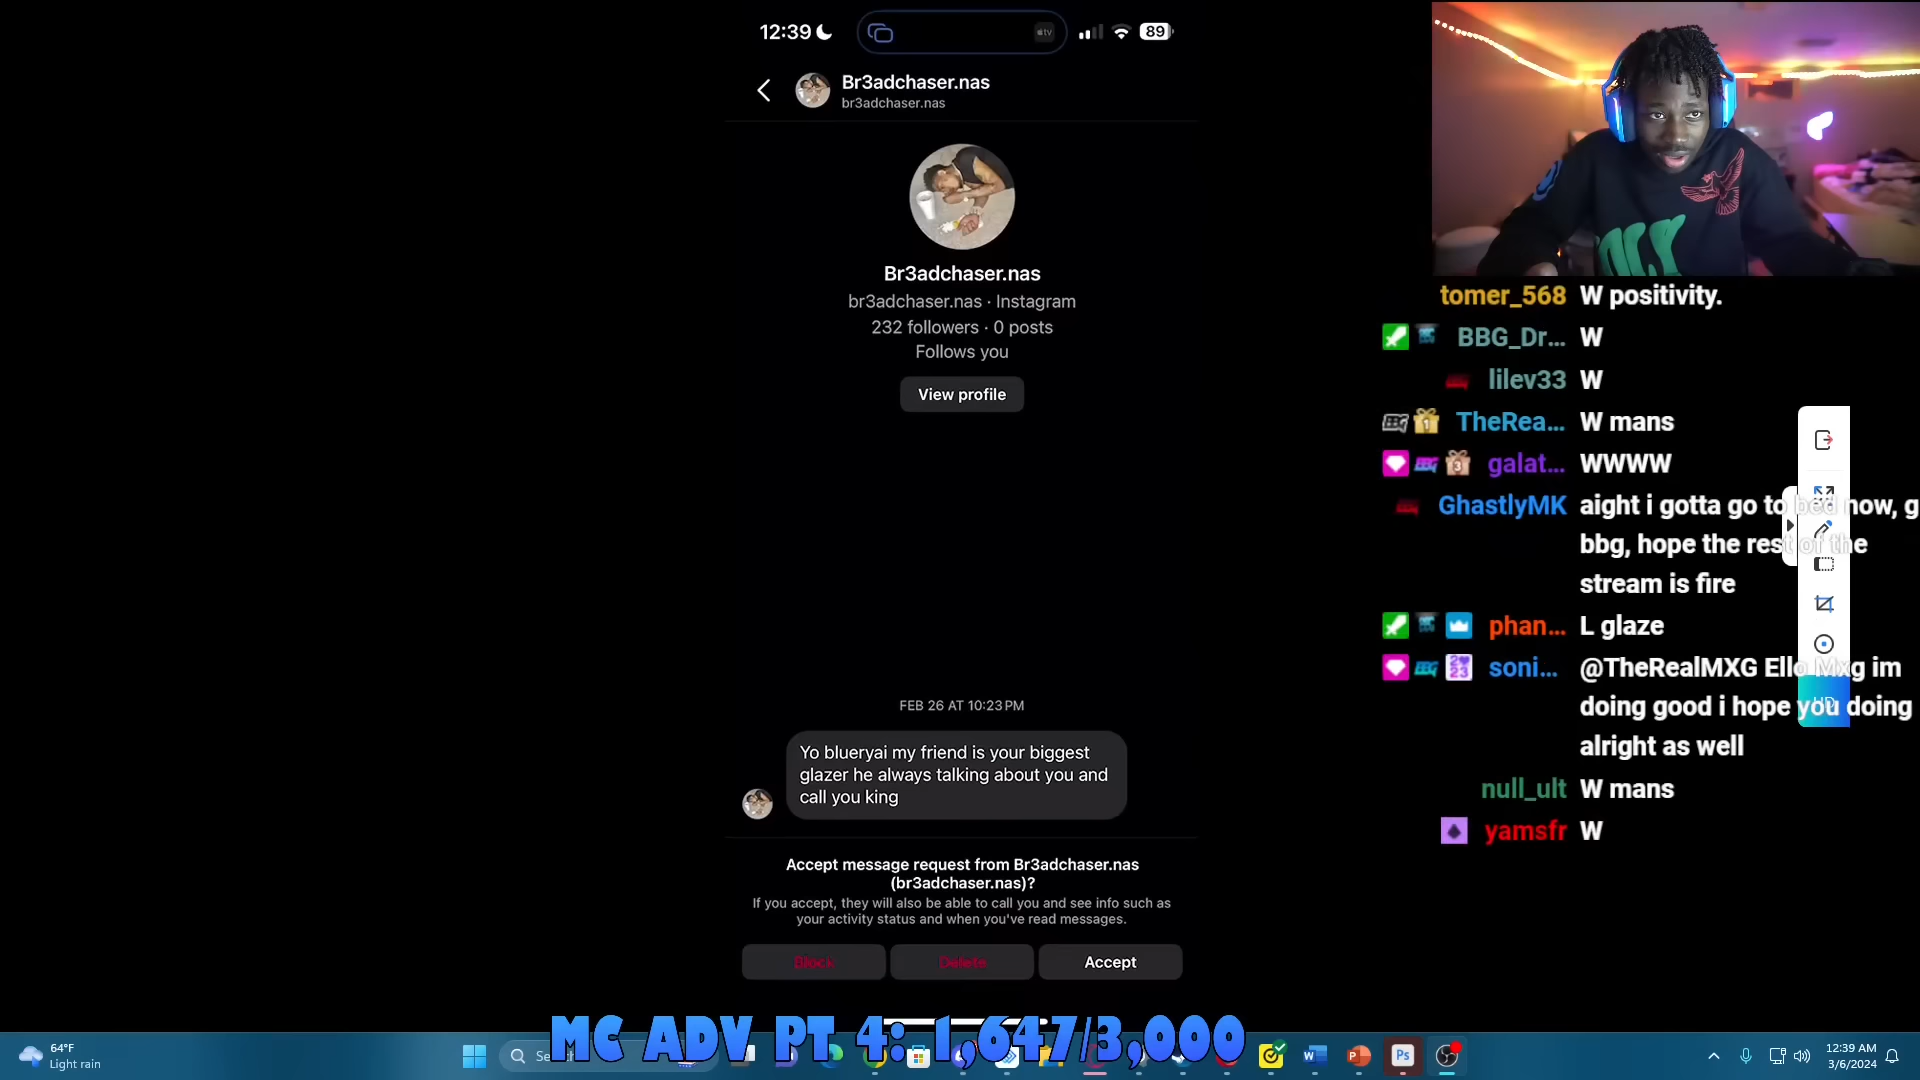 12:39
tv
89
Br3adchaser.nas
br3adchaser.nas
Br3adchaser.nas
br3adchaser.nas · Instagram
232 followers · 0 posts
Follows you
View profile
FEB 26 AT 10:23 PM
Yo blueryai my friend is your biggest
glazer he always talking about you and
call you king
Accept message request from Br3adchaser.nas
(br3adchaser.nas)?
If you accept, they will also be able to call you and see info such as
your activity status and when you've read messages.
Block
Delete
Accept
tomer_568 W positivity.
BBG_Dr... W
lilev33 W
TheRea... W mans
galat... WWWW
GhastlyMK aight i gotta go to bed now, g
bbg, hope the rest of the
stream is fire
phan... L glaze
soni... @TheRealMXG Ello Mxg im
doing good i hope you doing
alright as well
null_ult W mans
yamsfr W
HD
MC ADV PT 4: 1,647/3,000
64°F
Light rain
Ps
12:39 AM
3/6/2024